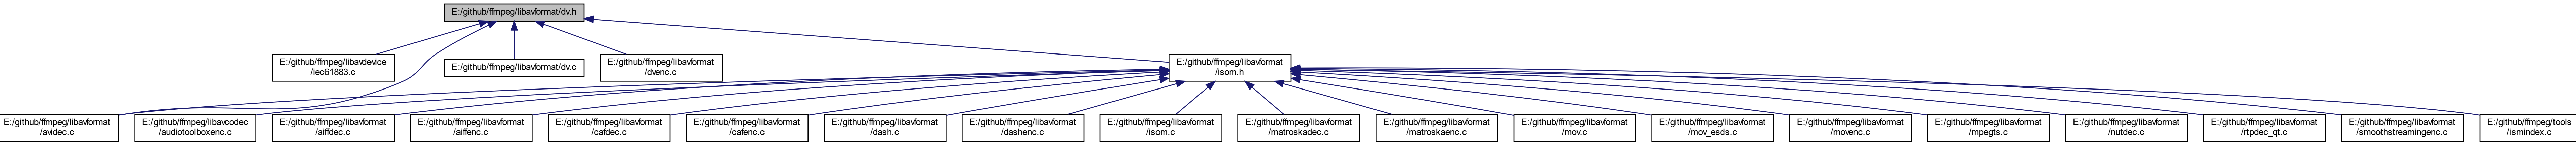 E:/github/ffmpeg/libavformat/dv.h
E:/github/ffmpeg/libavdevice
/iec61883.c
E:/github/ffmpeg/libavformat/dv.c
E:/github/ffmpeg/libavformat
/dvenc.c
E:/github/ffmpeg/libavformat
/isom.h
E:/github/ffmpeg/libavformat
/avidec.c
E:/github/ffmpeg/libavcodec
/audiotoolboxenc.c
E:/github/ffmpeg/libavformat
/aiffdec.c
E:/github/ffmpeg/libavformat
/aiffenc.c
E:/github/ffmpeg/libavformat
/cafdec.c
E:/github/ffmpeg/libavformat
/cafenc.c
E:/github/ffmpeg/libavformat
/dash.c
E:/github/ffmpeg/libavformat
/dashenc.c
E:/github/ffmpeg/libavformat
/isom.c
E:/github/ffmpeg/libavformat
/matroskadec.c
E:/github/ffmpeg/libavformat
/matroskaenc.c
E:/github/ffmpeg/libavformat
/mov.c
E:/github/ffmpeg/libavformat
/mov_esds.c
E:/github/ffmpeg/libavformat
/movenc.c
E:/github/ffmpeg/libavformat
/mpegts.c
E:/github/ffmpeg/libavformat
/nutdec.c
E:/github/ffmpeg/libavformat
/rtpdec_qt.c
E:/github/ffmpeg/libavformat
/smoothstreamingenc.c
E:/github/ffmpeg/tools
/ismindex.c